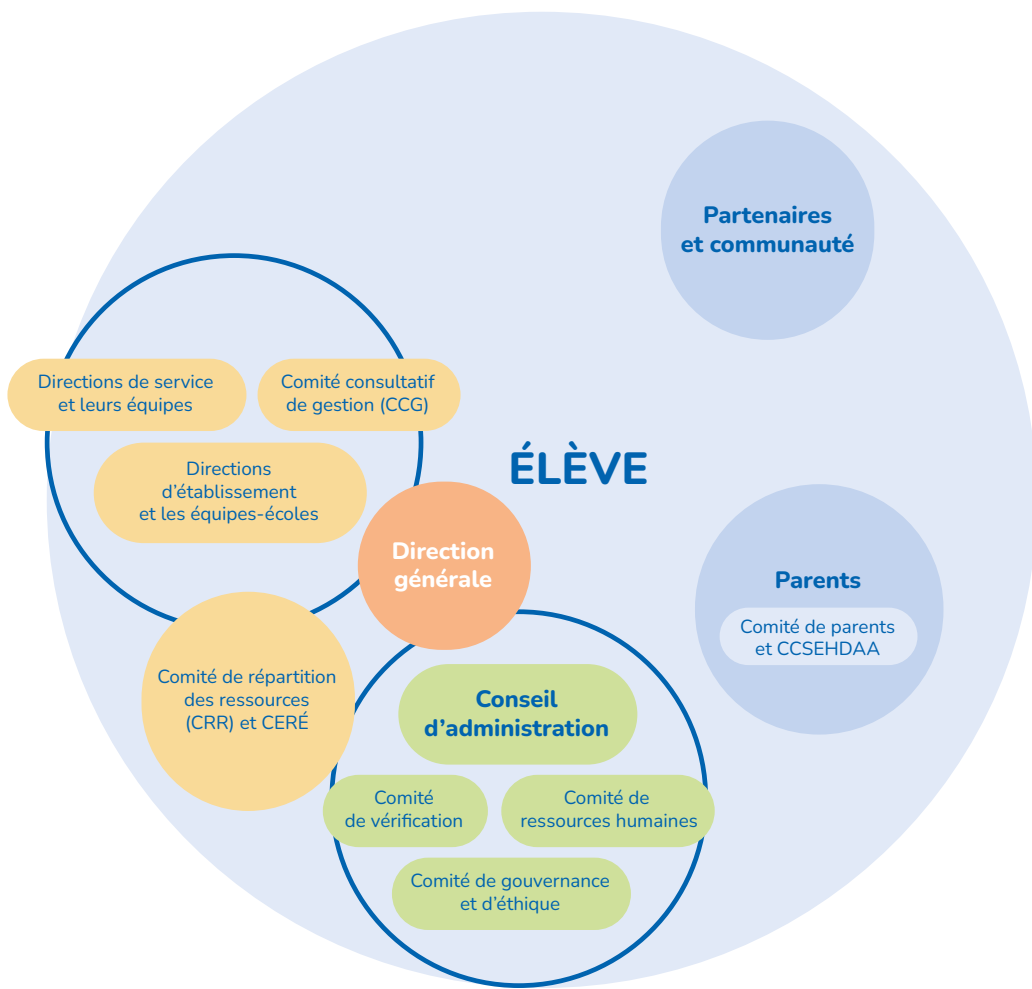 Partenaires
et communauté
Directions de service
et leurs équipes
Comité consultatif
de gestion (CCG)
Directions
d'établissement
et les équipes-écoles
ÉLÈVE
Direction
générale
Parents
Comité de parents
et CCSEHDAA
Comité de répartition
des ressources
(CRR) et CERÉ
Conseil
d'administration
Comité
de vérification
Comité de
ressources humaines
Comité de gouvernance
et d'éthique